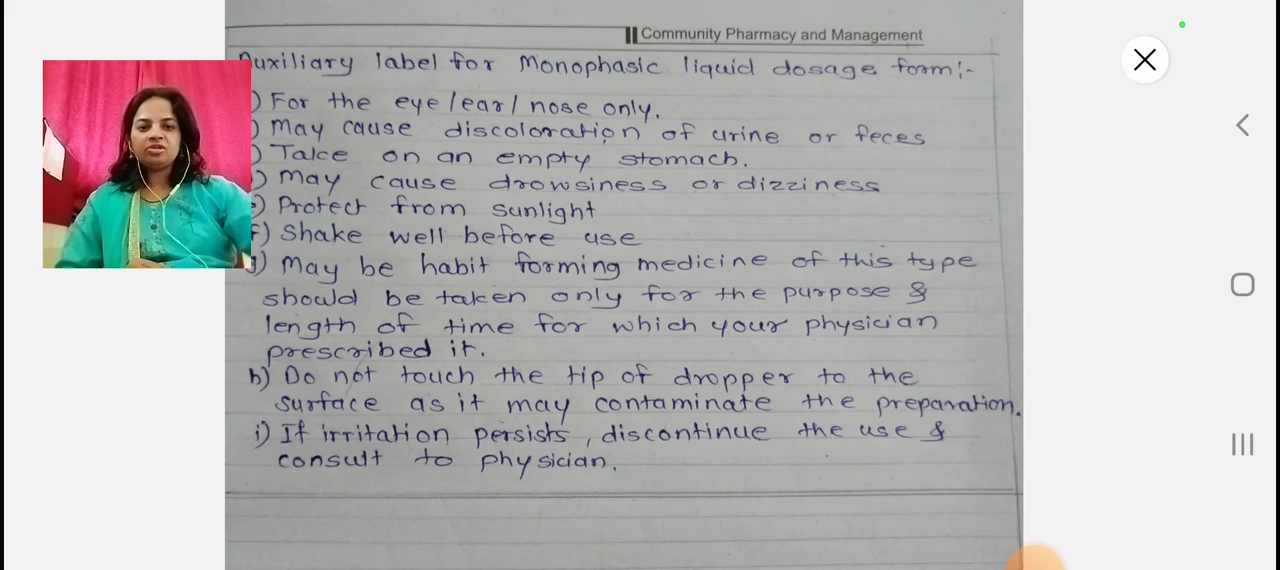 Community Pharmacy and Management
Auxiliary label for Monophasic liquid dosage form:-
) For the eye/ear/nose only.
) May cause discoloration of urine or feces
) Take on an empty stomach.
) May cause drowsiness or dizziness
) Protect from sunlight
f) Shake well before use
g) May be habit forming medicine of this type
should be taken only for the purpose &
length of time for which your physician
prescribed it.
h) Do not touch the tip of dropper to the
surface as it may contaminate the preparation.
i) If irritation persists, discontinue the use &
consult to physician.